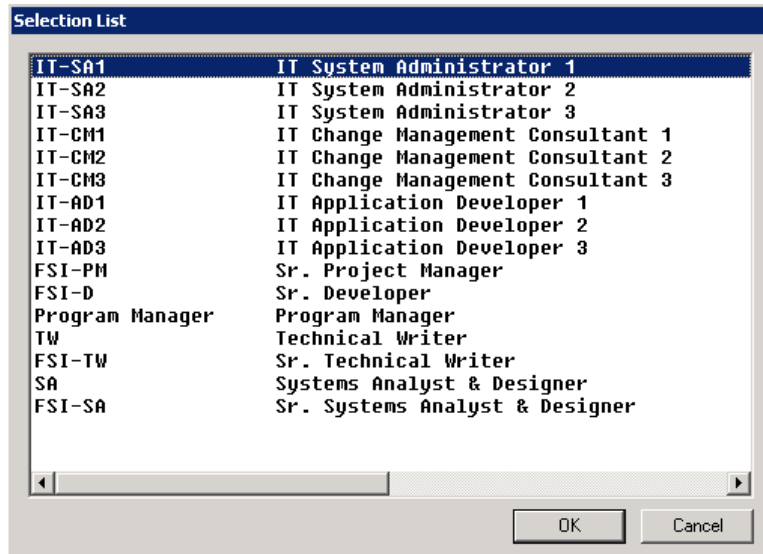 Selection List
IT-SA1 IT System Administrator 1
IT-SA2 IT System Administrator 2
IT-SA3 IT System Administrator 3
IT-CM1 IT Change Management Consultant 1
IT-CM2 IT Change Management Consultant 2
IT-CM3 IT Change Management Consultant 3
IT-AD1 IT Application Developer 1
IT-AD2 IT Application Developer 2
IT-AD3 IT Application Developer 3
FSI-PM Sr. Project Manager
FSI-D Sr. Developer
Program Manager Program Manager
TW Technical Writer
FSI-TW Sr. Technical Writer
SA Systems Analyst & Designer
FSI-SA Sr. Systems Analyst & Designer
OK Cancel